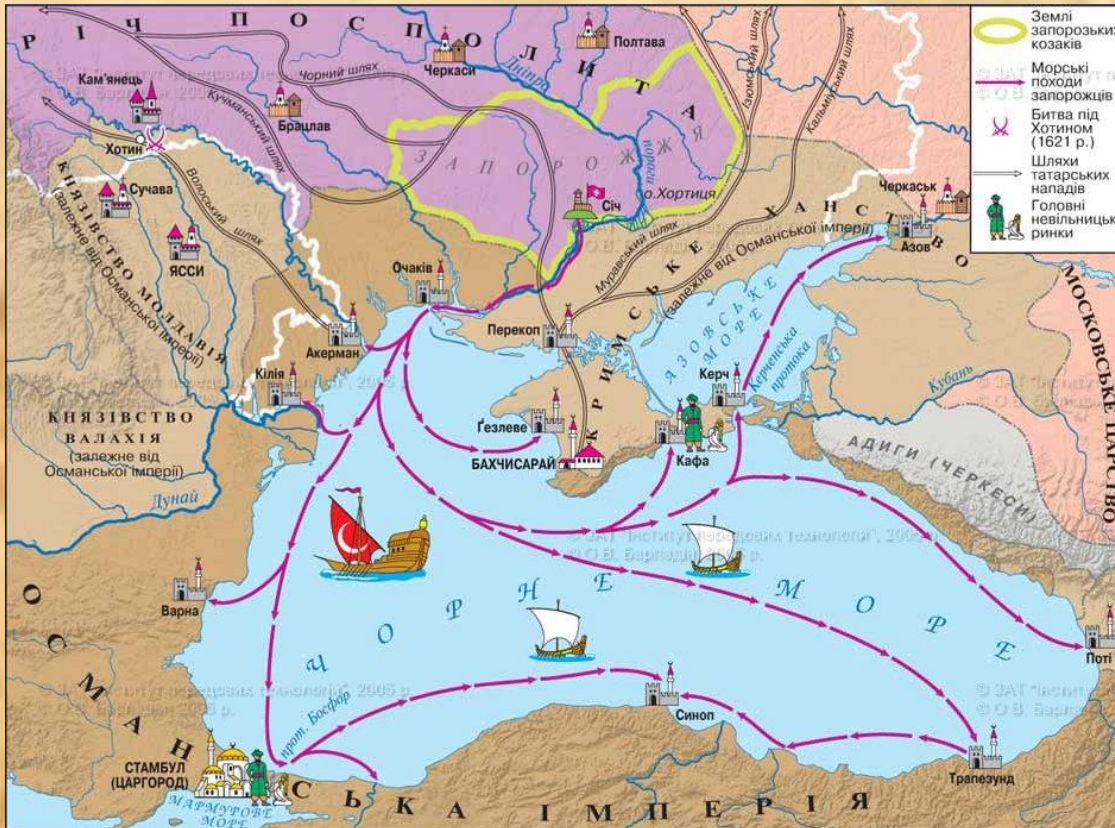 РІЧ ПОСПОЛИТА
Кам'янець
Хотин
Сучава
ЯССИ
Брацлав
Черкаси
Полтава
Дніпро
Чорний шлях
Кучманський шлях
Волоський шлях
Ізюмський шлях
Кальміуський шлях
Муравський шлях
ЗАПОРОЖЖЯ
пороги
о.Хортиця
Січ
КНЯЗІВСТВО МОЛДАВІЯ
(залежне від Османської імперії)
КНЯЗІВСТВО
ВАЛАХІЯ
(залежне від
Османської імперії)
Дунай
Кілія
Акерман
Очаків
Перекоп
КРИМСЬКЕ ХАНСТВО
(залежне від Османської імперії)
Черкаськ
Азов
АЗОВСЬКЕ
МОРЕ
Керч
Керченська
протока
Кубань
Ґезлеве
БАХЧИСАРАЙ
Кафа
АДИГИ (ЧЕРКЕСИ)
МОСКОВСЬКЕ ЦАРСТВО
ЧОРНЕ МОРЕ
Варна
Поті
Синоп
Трапезунд
прот. Босфор
СТАМБУЛ
(ЦАРГОРОД)
МАРМУРОВЕ
МОРЕ
ОСМАНСЬКА ІМПЕРІЯ
Землі
запорозьких
козаків
Морські
походи
запорожців
Битва під
Хотином
(1621 р.)
Шляхи
татарських
нападів
Головні
ринки
© ЗАТ "Інститут передових технологій", 2005 р.
© О.В. Барладін